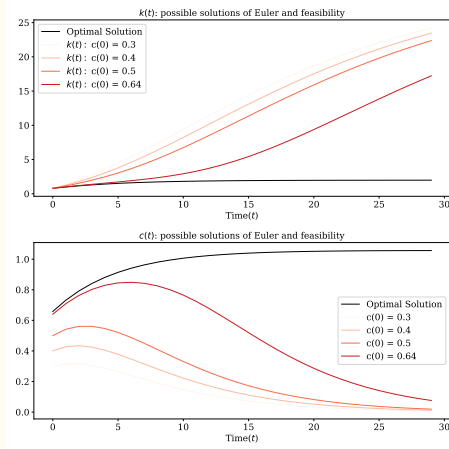 k(t): possible solutions of Euler and feasibility
25
20
15
10
5
0
Optimal Solution
k(t): c(0) = 0.3
k(t): c(0) = 0.4
k(t): c(0) = 0.5
k(t): c(0) = 0.64
0 5 10 15 20 25 30
Time(t)
c(t): possible solutions of Euler and feasibility
1.0
0.8
0.6
0.4
0.2
0.0
Optimal Solution
c(0) = 0.3
c(0) = 0.4
c(0) = 0.5
c(0) = 0.64
0 5 10 15 20 25 30
Time(t)